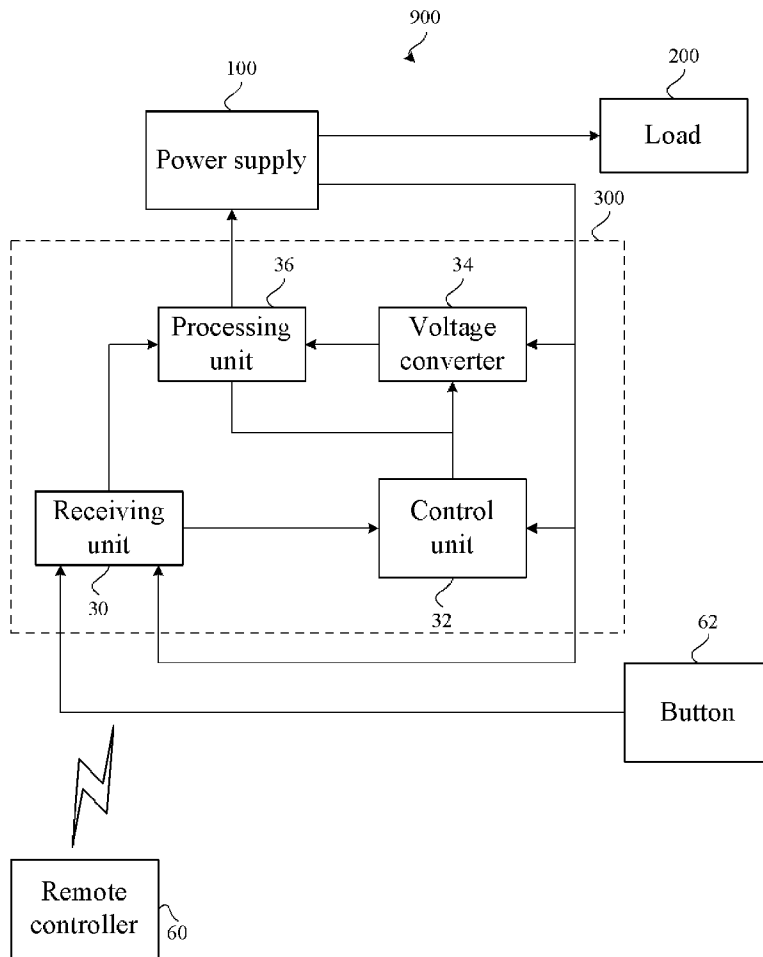 900
100
200
Power supply
Load
300
36
34
Processing
unit
Voltage
converter
Receiving
unit
Control
unit
30
32
62
Button
Remote
controller
60